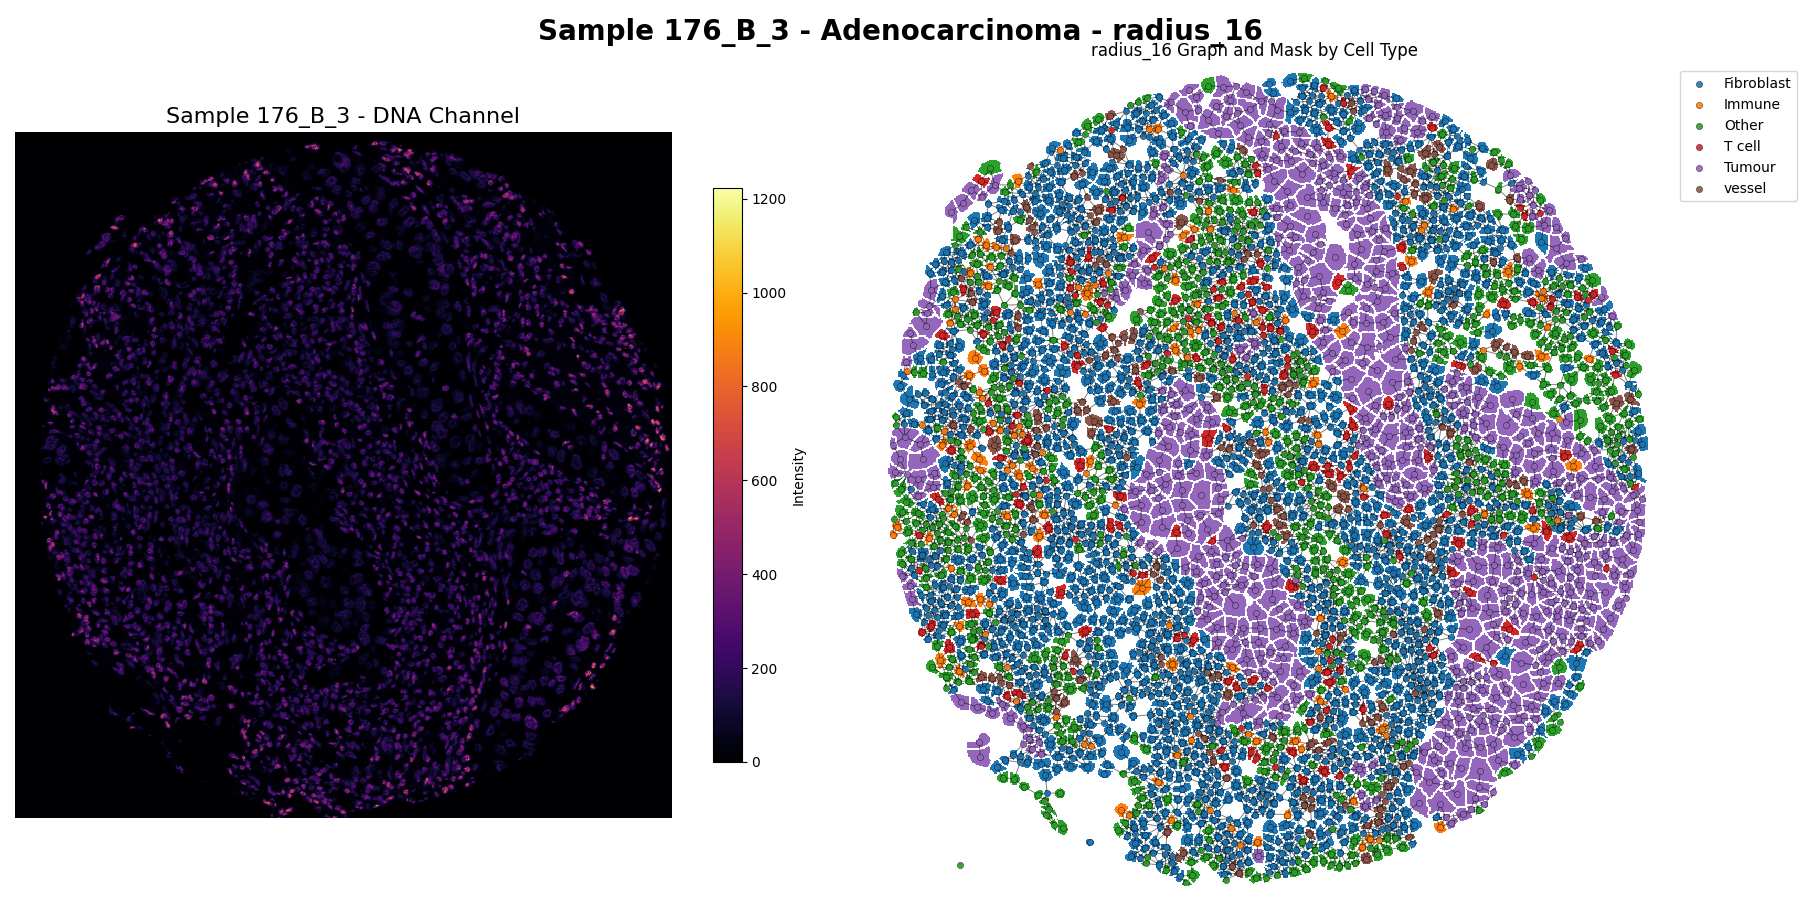 Sample 176_B_3 - Adenocarcinoma - radius_16
Sample 176_B_3 - DNA Channel
1200
1000
800
600
400
200
0
Intensity
radius_16 Graph and Mask by Cell Type
Fibroblast
Immune
Other
T cell
Tumour
vessel